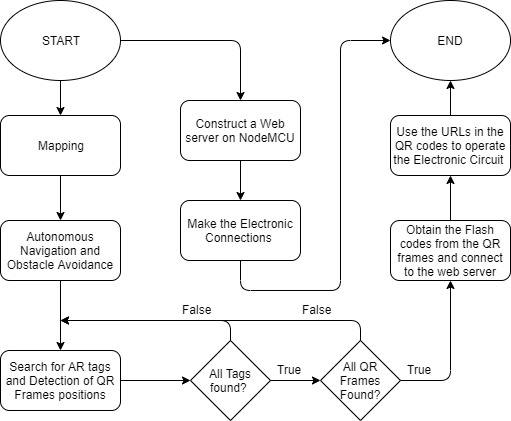 START
END
Construct a Web
server on NodeMCU
Use the URLs in the
QR codes to operate
the Electronic Circuit
Mapping
Autonomous
Navigation and
Obstacle Avoidance
Make the Electronic
Connections
Obtain the Flash
codes from the QR
frames and connect
to the web server
False
False
Search for AR tags
and Detection of QR
Frames positions
All Tags
found?
True
All QR
Frames
Found?
True